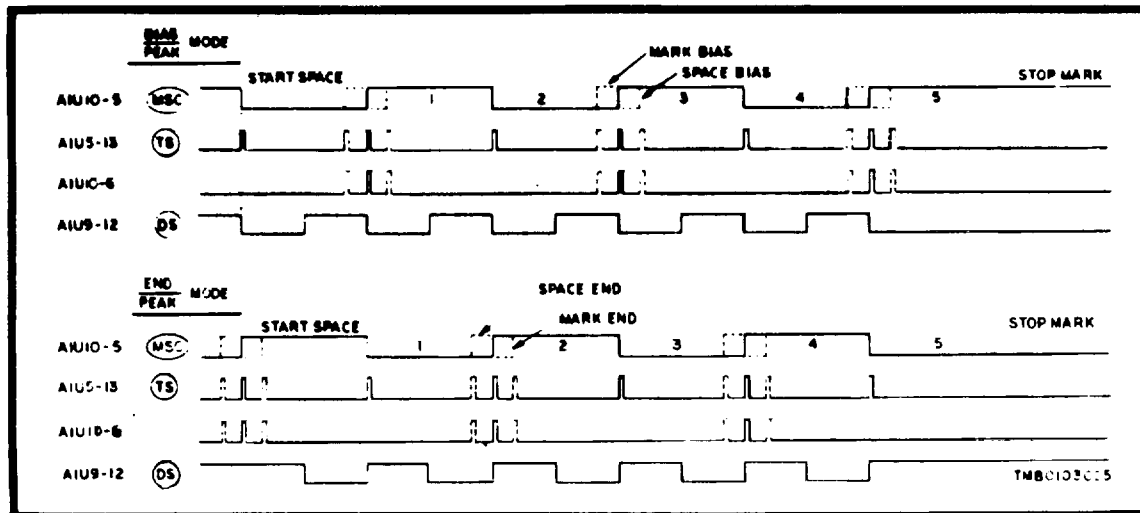 BIAS
PEAK MODE
MARK BIAS
SPACE BIAS
START SPACE
STOP MARK
A1U10-5 MSC 1 2 3 4 5
A1U5-13 TS
A1U10-6
A1U9-12 DS
END
PEAK MODE
SPACE END
MARK END
START SPACE
STOP MARK
A1U10-5 MSC 1 2 3 4 5
A1U5-13 TS
A1U10-6
A1U9-12 DS